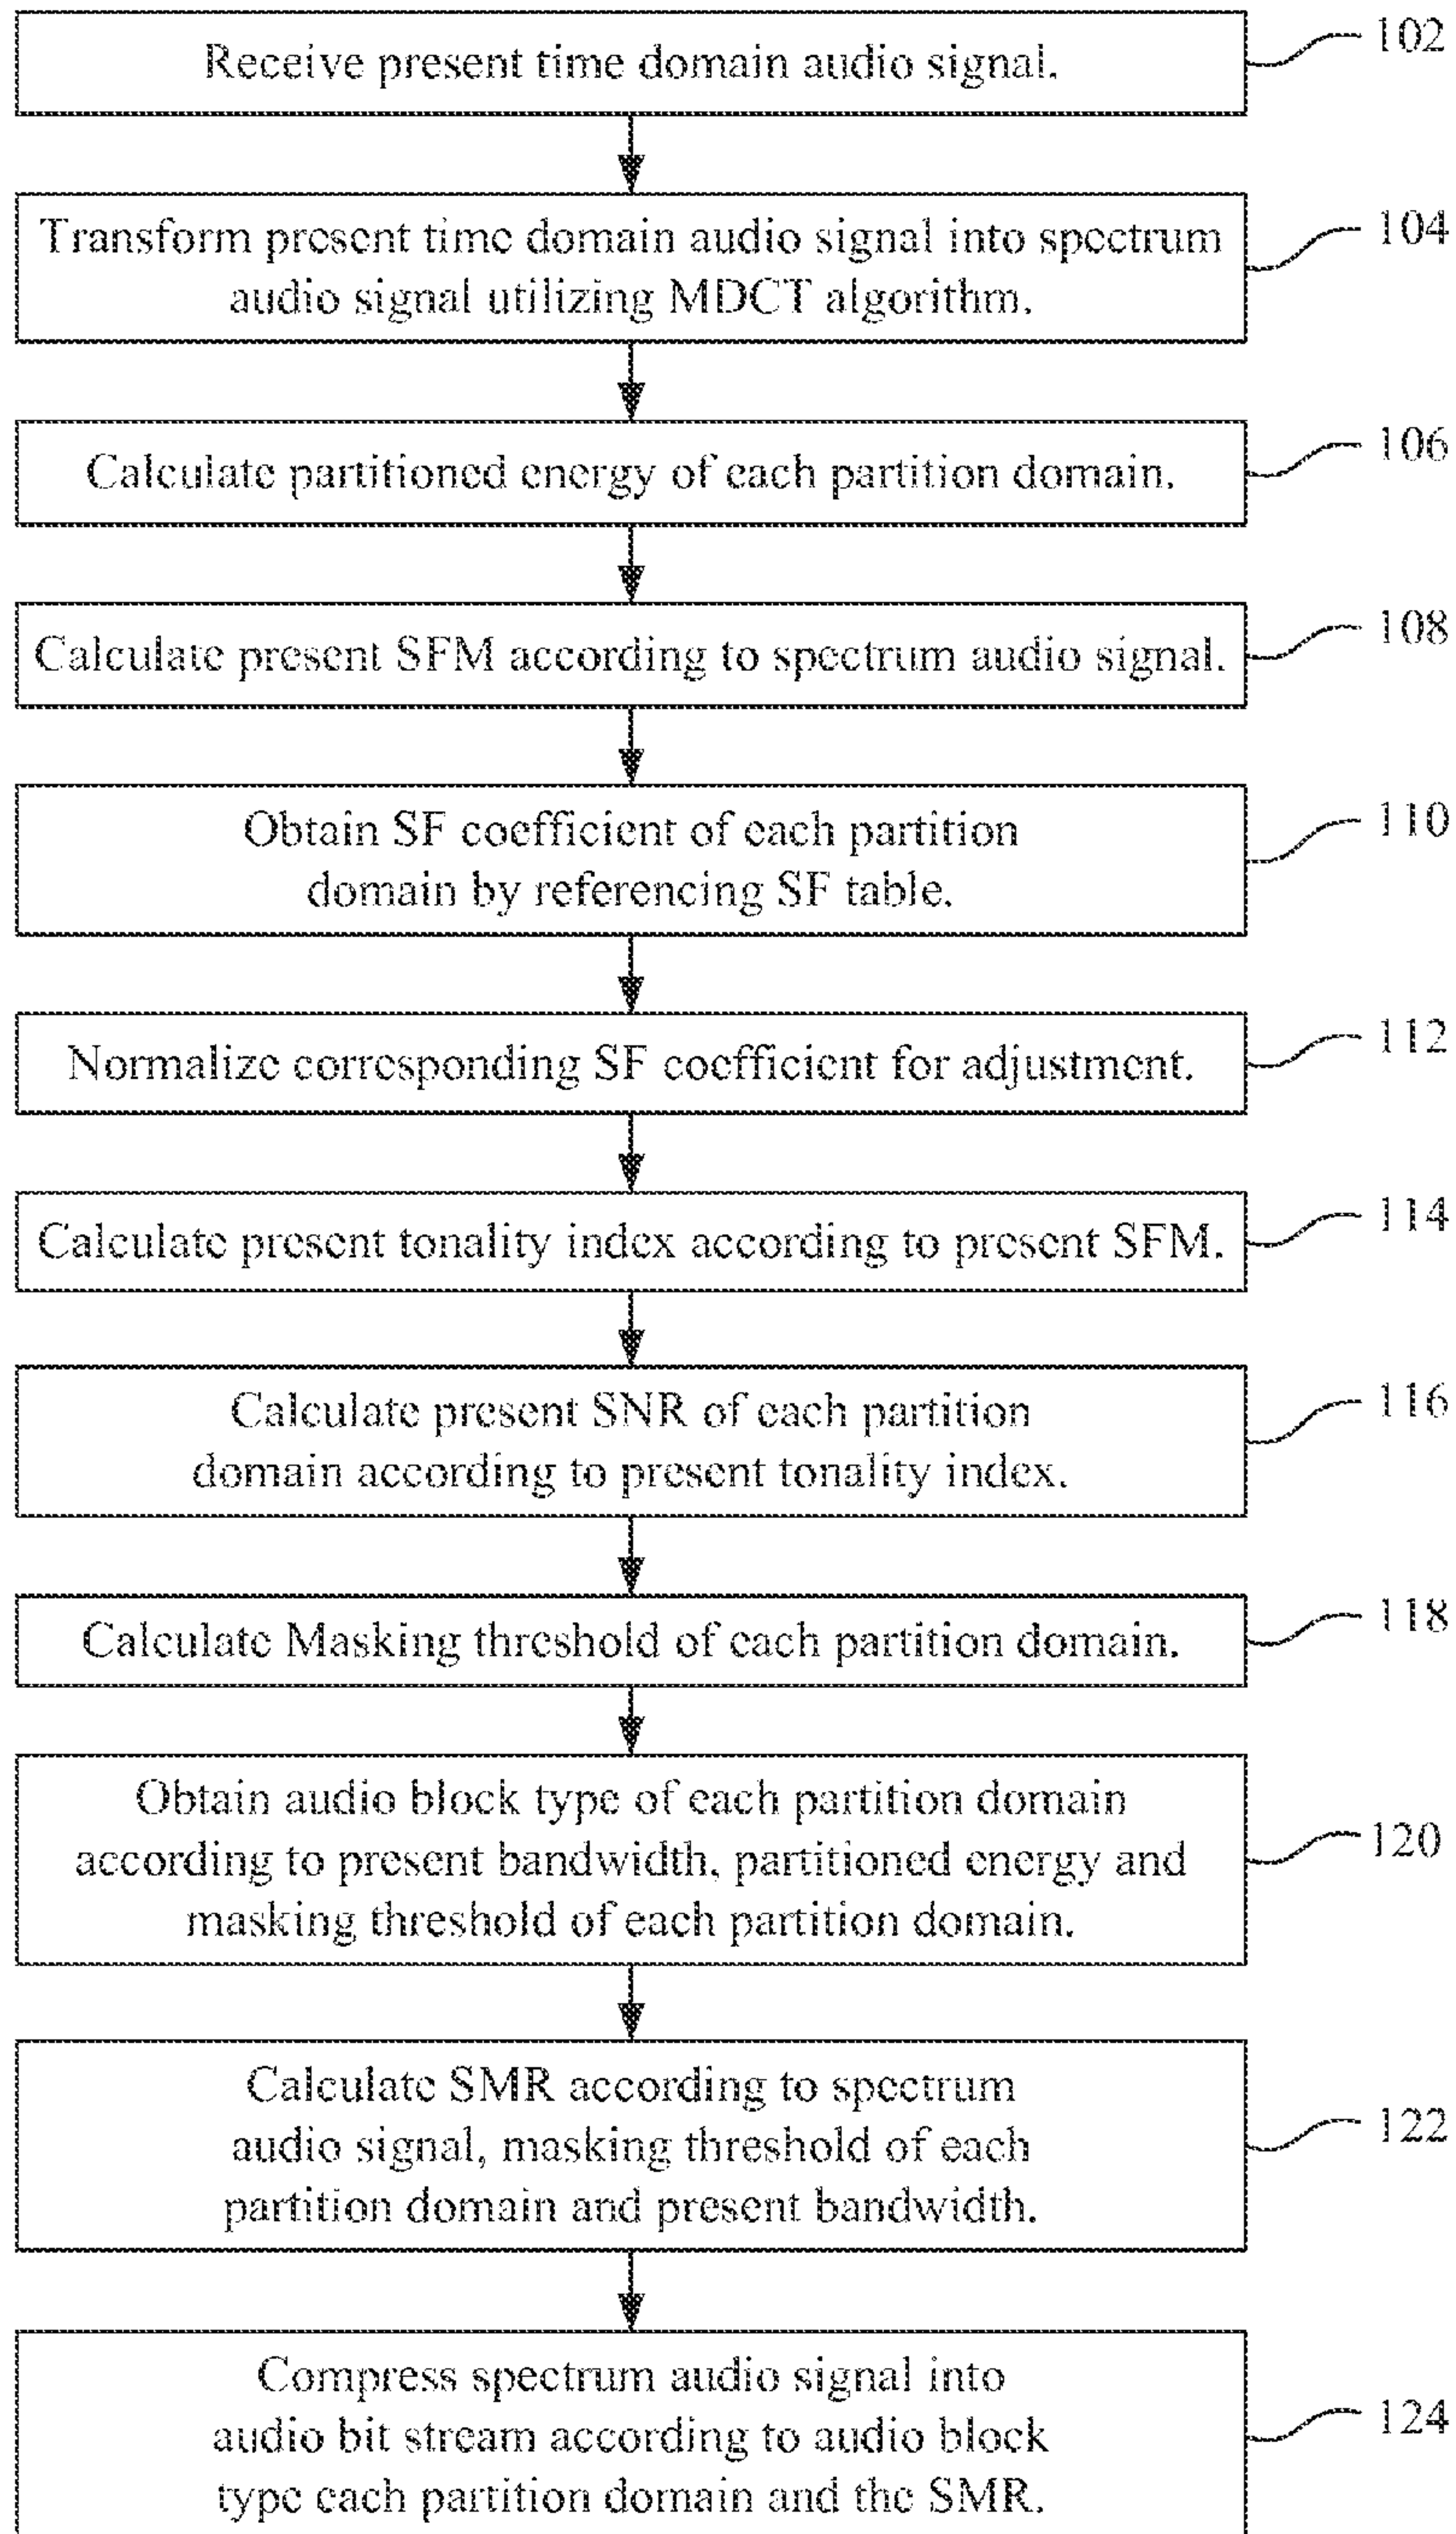 Receive present time domain audio signal.
102
Transform present time domain audio signal into spectrum
audio signal utilizing MDCT algorithm.
104
Calculate partitioned energy of each partition domain.
106
Calculate present SFM according to spectrum audio signal.
108
Obtain SF coefficient of each partition
domain by referencing SF table.
110
Normalize corresponding SF coefficient for adjustment.
112
Calculate present tonality index according to present SFM.
114
Calculate present SNR of each partition
domain according to present tonality index.
116
Calculate Masking threshold of each partition domain.
118
Obtain audio block type of each partition domain
according to present bandwidth, partitioned energy and
masking threshold of each partition domain.
120
Calculate SMR according to spectrum
audio signal, masking threshold of each
partition domain and present bandwidth.
122
Compress spectrum audio signal into
audio bit stream according to audio block
type each partition domain and the SMR.
124